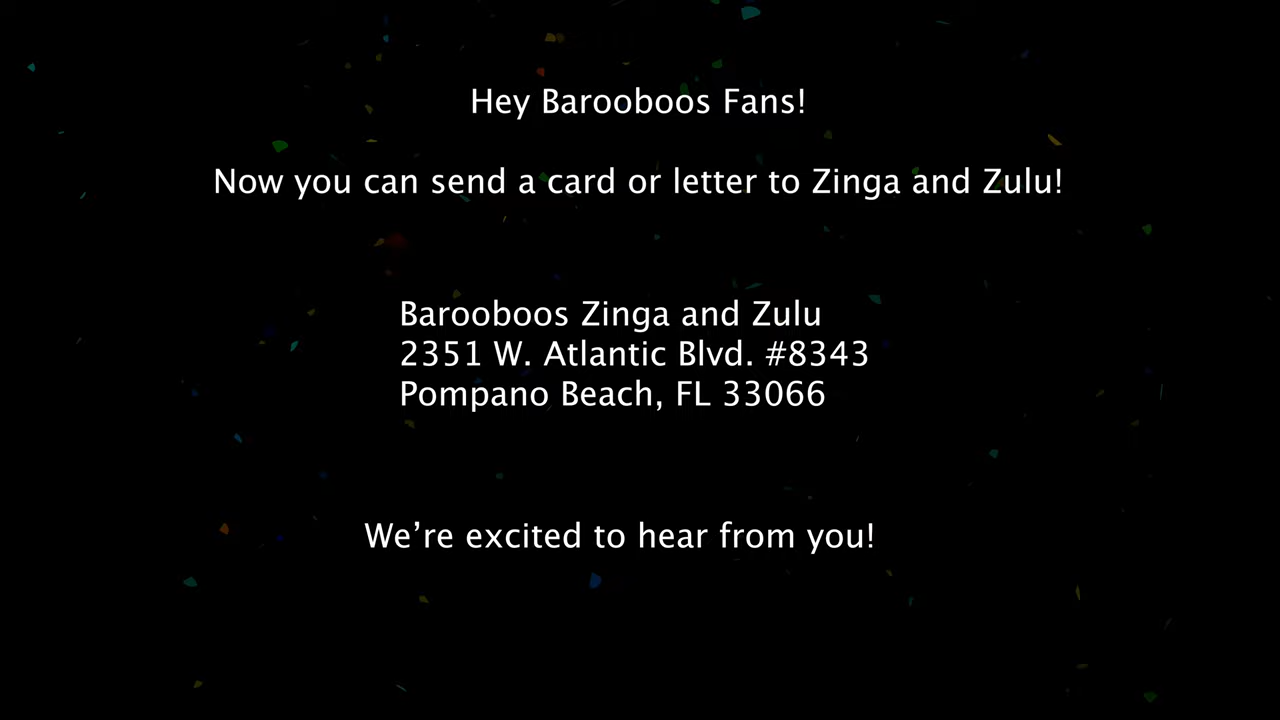 Hey Barooboos Fans!
Now you can send a card or letter to Zinga and Zulu!
Barooboos Zinga and Zulu
2351 W. Atlantic Blvd. #8343
Pompano Beach, FL 33066
We’re excited to hear from you!